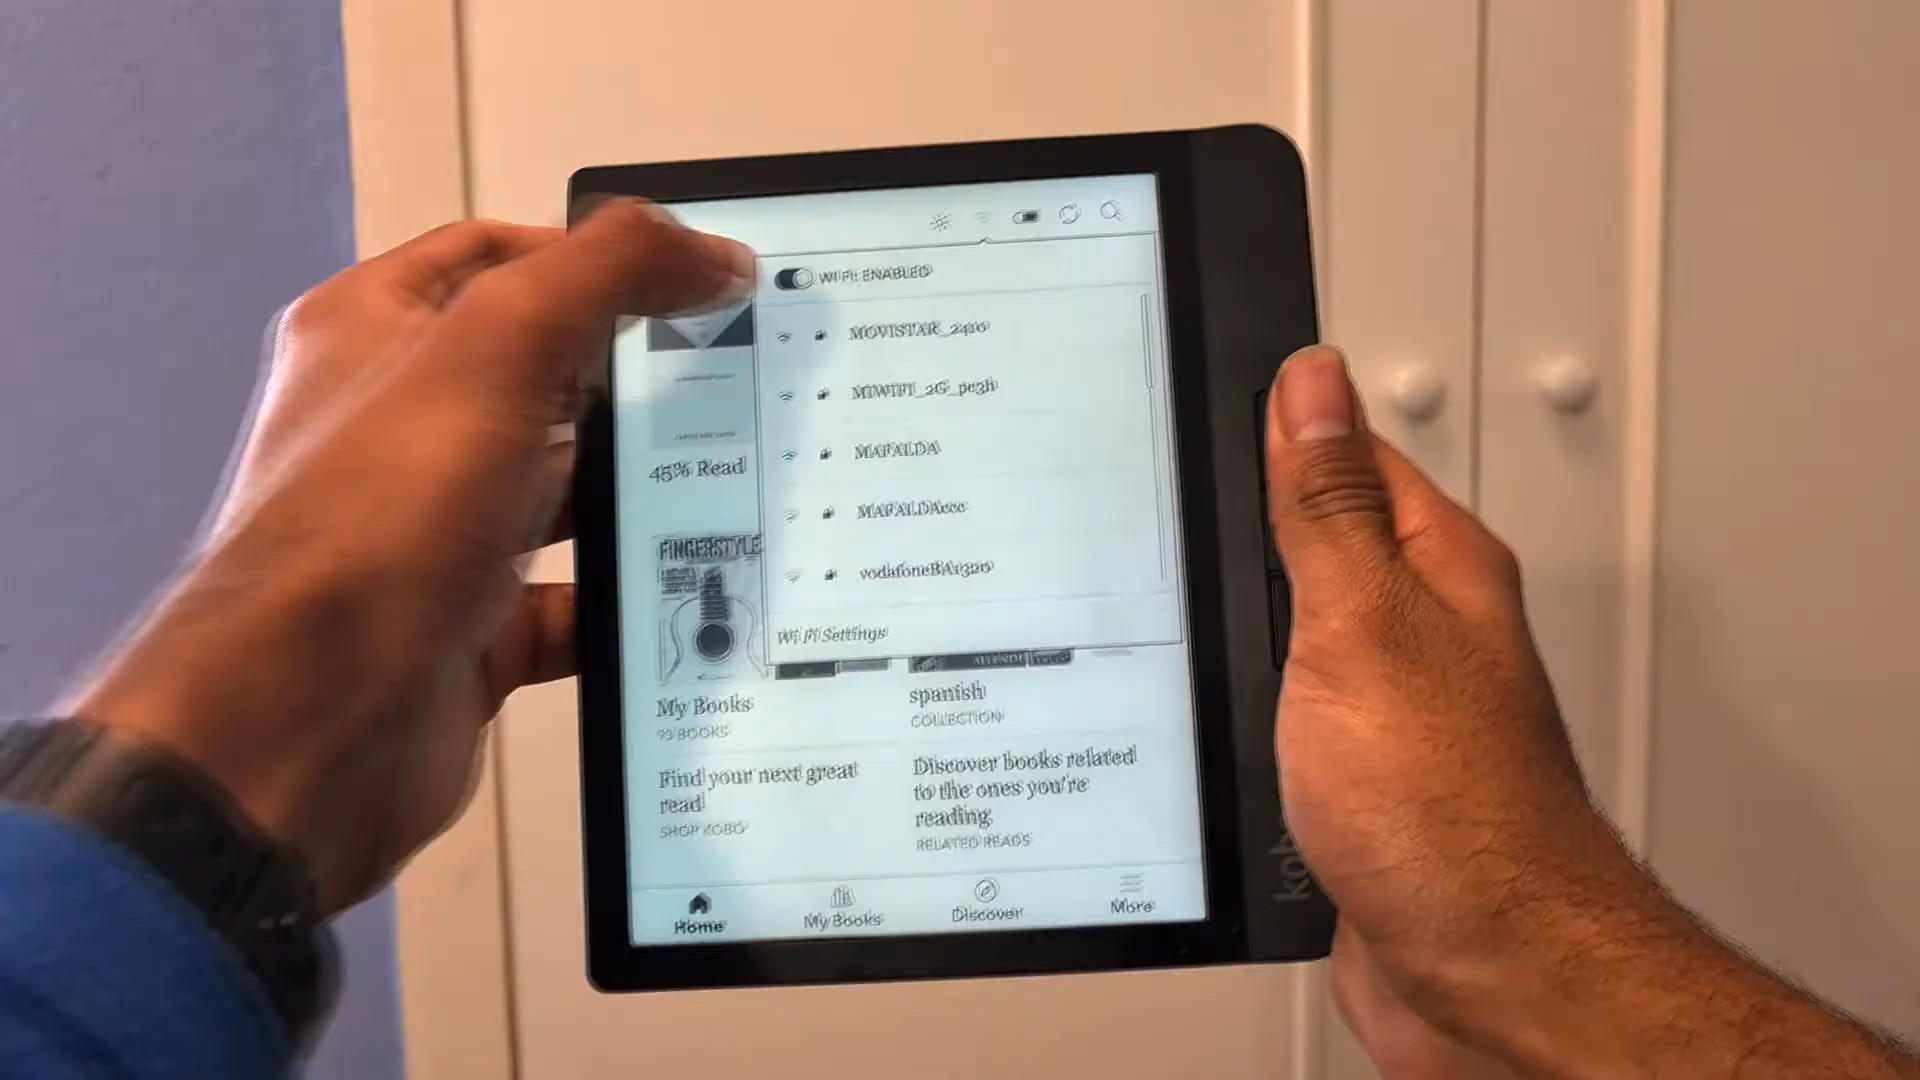 WI FI: ENABLED
MOVISTAR_2410
MIWIFI_2G_pc3h
MAFALDA
MAFALDAccc
vodafoneBA1320
Wi Fi Settings
45% Read
FINGERSTYLE
ALLENDE
My Books
93 BOOKS
spanish
COLLECTION
Find your next great
read
SHOP KOBO
Discover books related
to the ones you're
reading
RELATED READS
Home
My Books
Discover
More
kobo